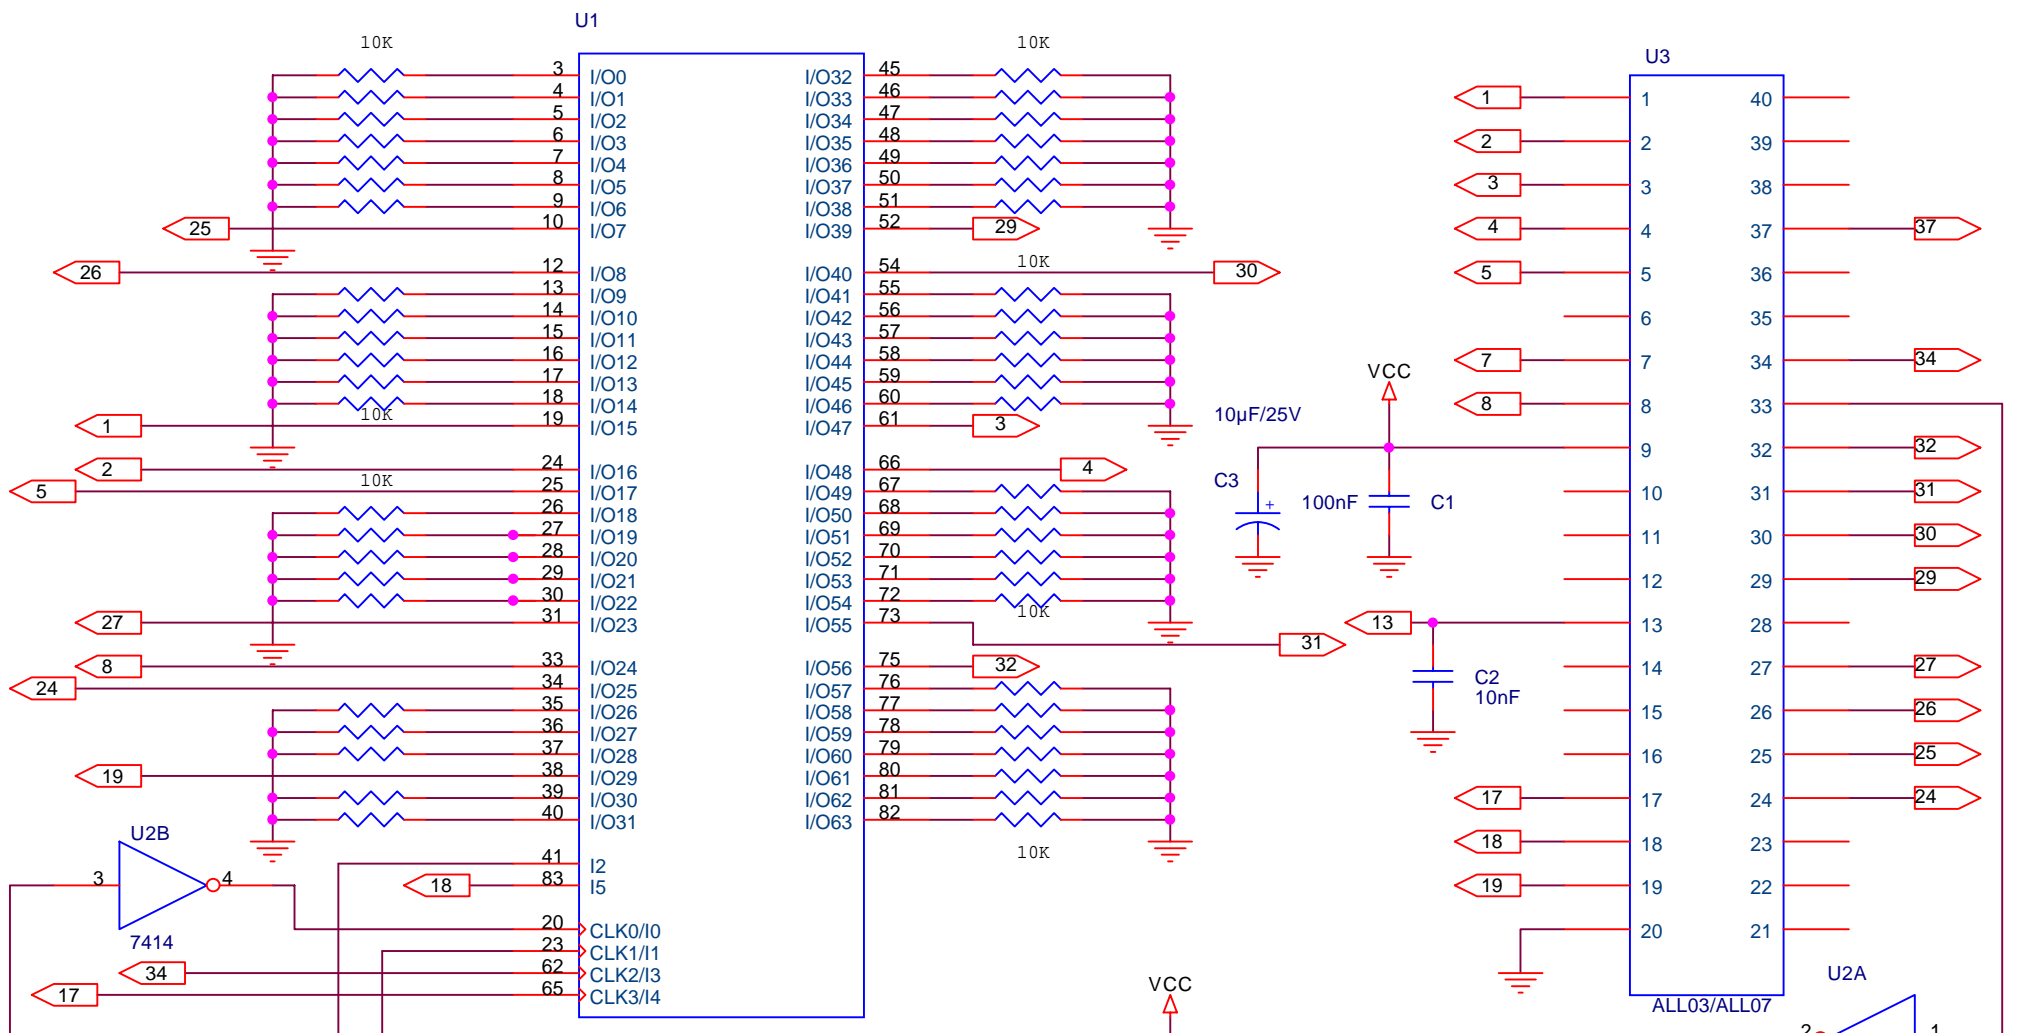 U1
10K
10K
U3
3 I/O0 I/O32 45
4 I/O1 I/O33 46
5 I/O2 I/O34 47
6 I/O3 I/O35 48
7 I/O4 I/O36 49
8 I/O5 I/O37 50
9 I/O6 I/O38 51
25 10 I/O7 I/O39 52 29
10K
26 12 I/O8 I/O40 54 30
13 I/O9 I/O41 55
14 I/O10 I/O42 56
15 I/O11 I/O43 57
16 I/O12 I/O44 58
17 I/O13 I/O45 59
18 I/O14 I/O46 60
10K
1 19 I/O15 I/O47 61 3
2 24 I/O16 I/O48 66 4
5 10K 25 I/O17 I/O49 67
26 I/O18 I/O50 68
27 I/O19 I/O51 69
28 I/O20 I/O52 70
29 I/O21 I/O53 71
30 I/O22 I/O54 72
10K
27 31 I/O23 I/O55 73
31
8 33 I/O24 I/O56 75 32
24 34 I/O25 I/O57 76
35 I/O26 I/O58 77
36 I/O27 I/O59 78
37 I/O28 I/O60 79
19 38 I/O29 I/O61 80
39 I/O30 I/O62 81
40 I/O31 I/O63 82
10K
U2B
3 4
7414
41 I2
18 83 I5
20 CLK0/I0
23 CLK1/I1
34 62 CLK2/I3
17 65 CLK3/I4
VCC
VCC
10µF/25V
C3
+
100nF C1
13
C2
10nF
1 1 40
2 2 39
3 3 38
4 4 37 37
5 5 36
6 35
7 7 34 34
8 8 33
9 32 32
10 31 31
11 30 30
12 29 29
13 28
14 27 27
15 26 26
16 25 25
17 17 24 24
18 18 23
19 19 22
20 21
ALL03/ALL07
U2A
2 1